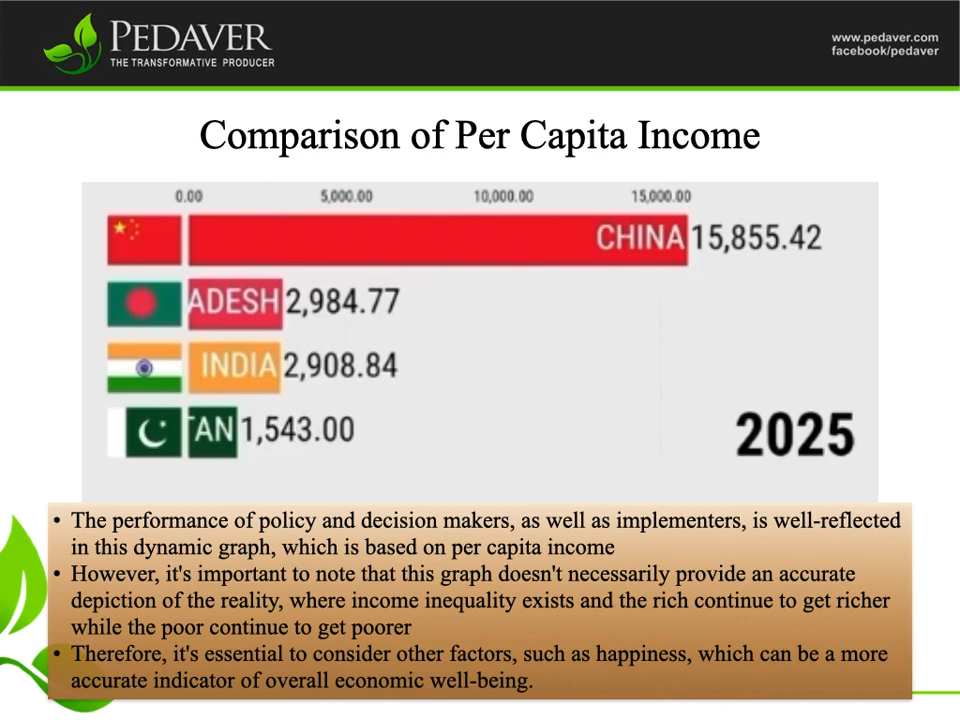 PEDAVER
THE TRANSFORMATIVE PRODUCER
www.pedaver.com
facebook/pedaver
Comparison of Per Capita Income
0.00 5,000.00 10,000.00 15,000.00
CHINA 15,855.42
ADESH 2,984.77
INDIA 2,908.84
TAN 1,543.00
2025
• The performance of policy and decision makers, as well as implementers, is well-reflected
in this dynamic graph, which is based on per capita income
• However, it's important to note that this graph doesn't necessarily provide an accurate
depiction of the reality, where income inequality exists and the rich continue to get richer
while the poor continue to get poorer
• Therefore, it's essential to consider other factors, such as happiness, which can be a more
accurate indicator of overall economic well-being.